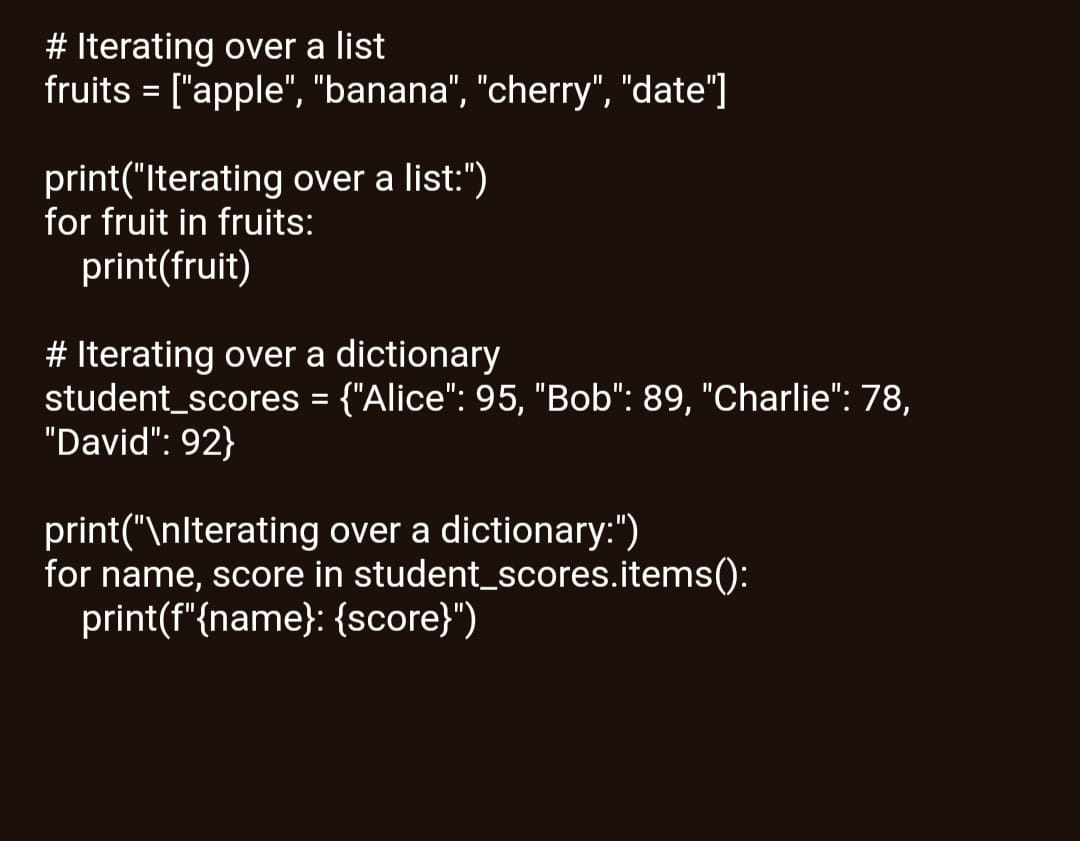 # Iterating over a list
fruits = ["apple", "banana", "cherry", "date"]

print("Iterating over a list:")
for fruit in fruits:
    print(fruit)

# Iterating over a dictionary
student_scores = {"Alice": 95, "Bob": 89, "Charlie": 78,
"David": 92}

print("\nIterating over a dictionary:")
for name, score in student_scores.items():
    print(f"{name}: {score}")